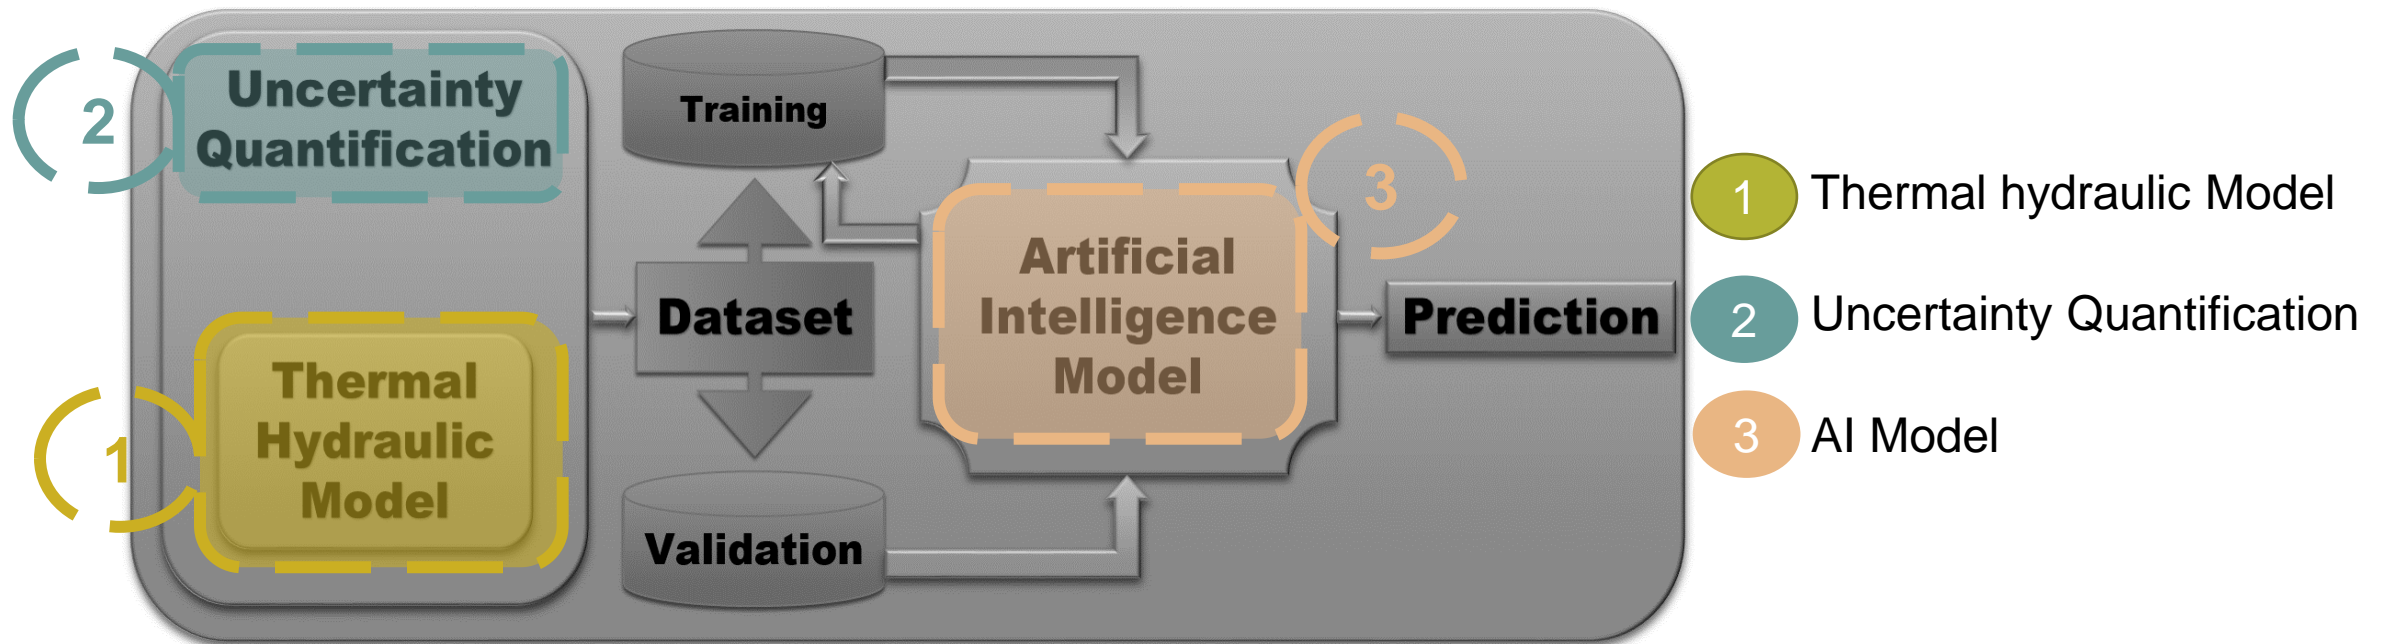 2
Uncertainty
Quantification
1
Thermal
Hydraulic
Model
Training
Dataset
Validation
3
Artificial
Intelligence
Model
Prediction
1 Thermal hydraulic Model
2 Uncertainty Quantification
3 AI Model